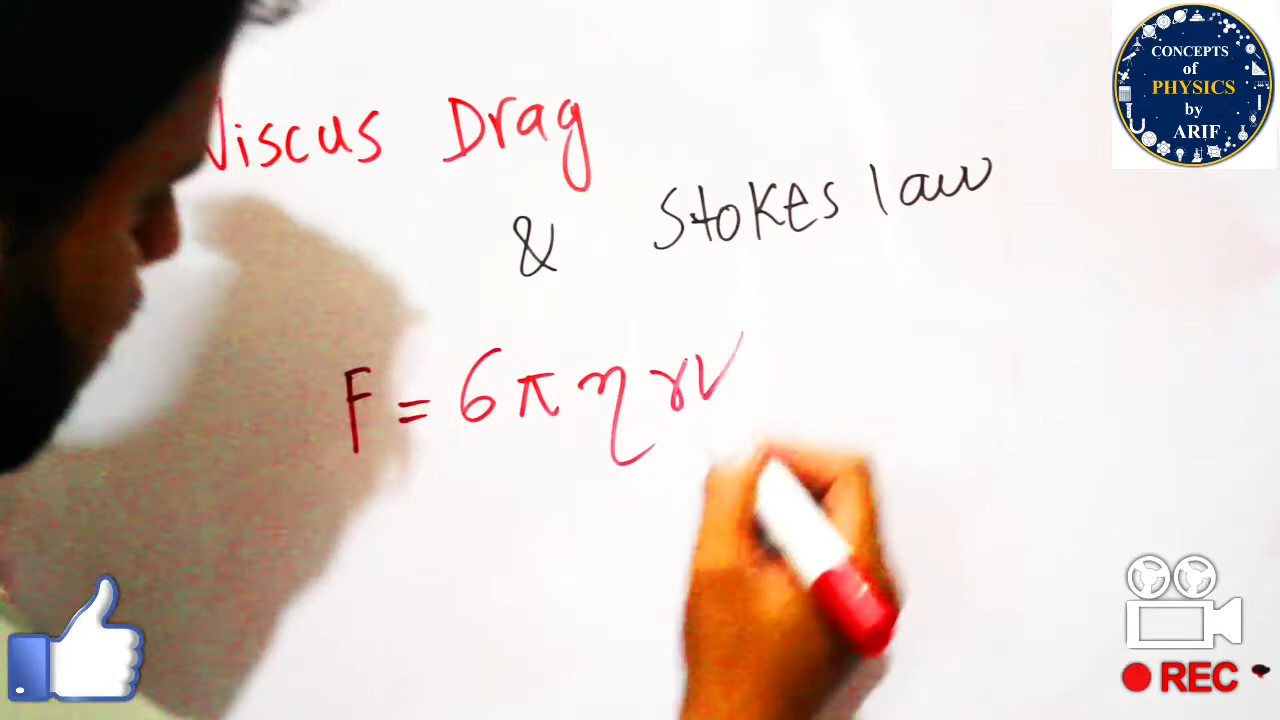 Viscus Drag
& Stokes law
F = 6πηrv
CONCEPTS
of
PHYSICS
by
ARIF
REC